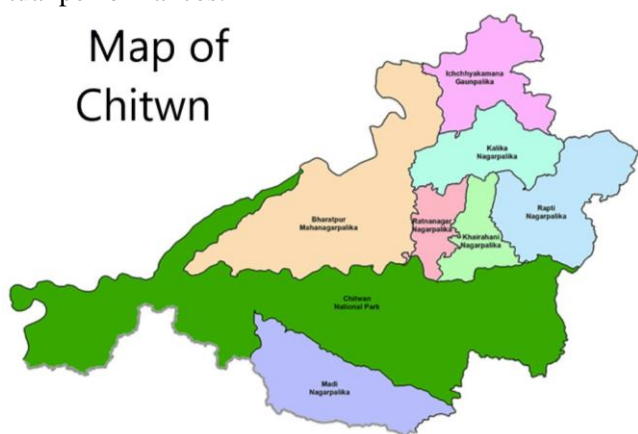 Map of
Chitwn
Ichchhyakamana
Gaunpalika
Kalika
Nagarpalika
Rapti
Nagarpalika
Bharatpur
Mahanagarpalika
Ratnanagar
Nagarpalika
Khairahani
Nagarpalika
Chitwan
National Park
Madi
Nagarpalika